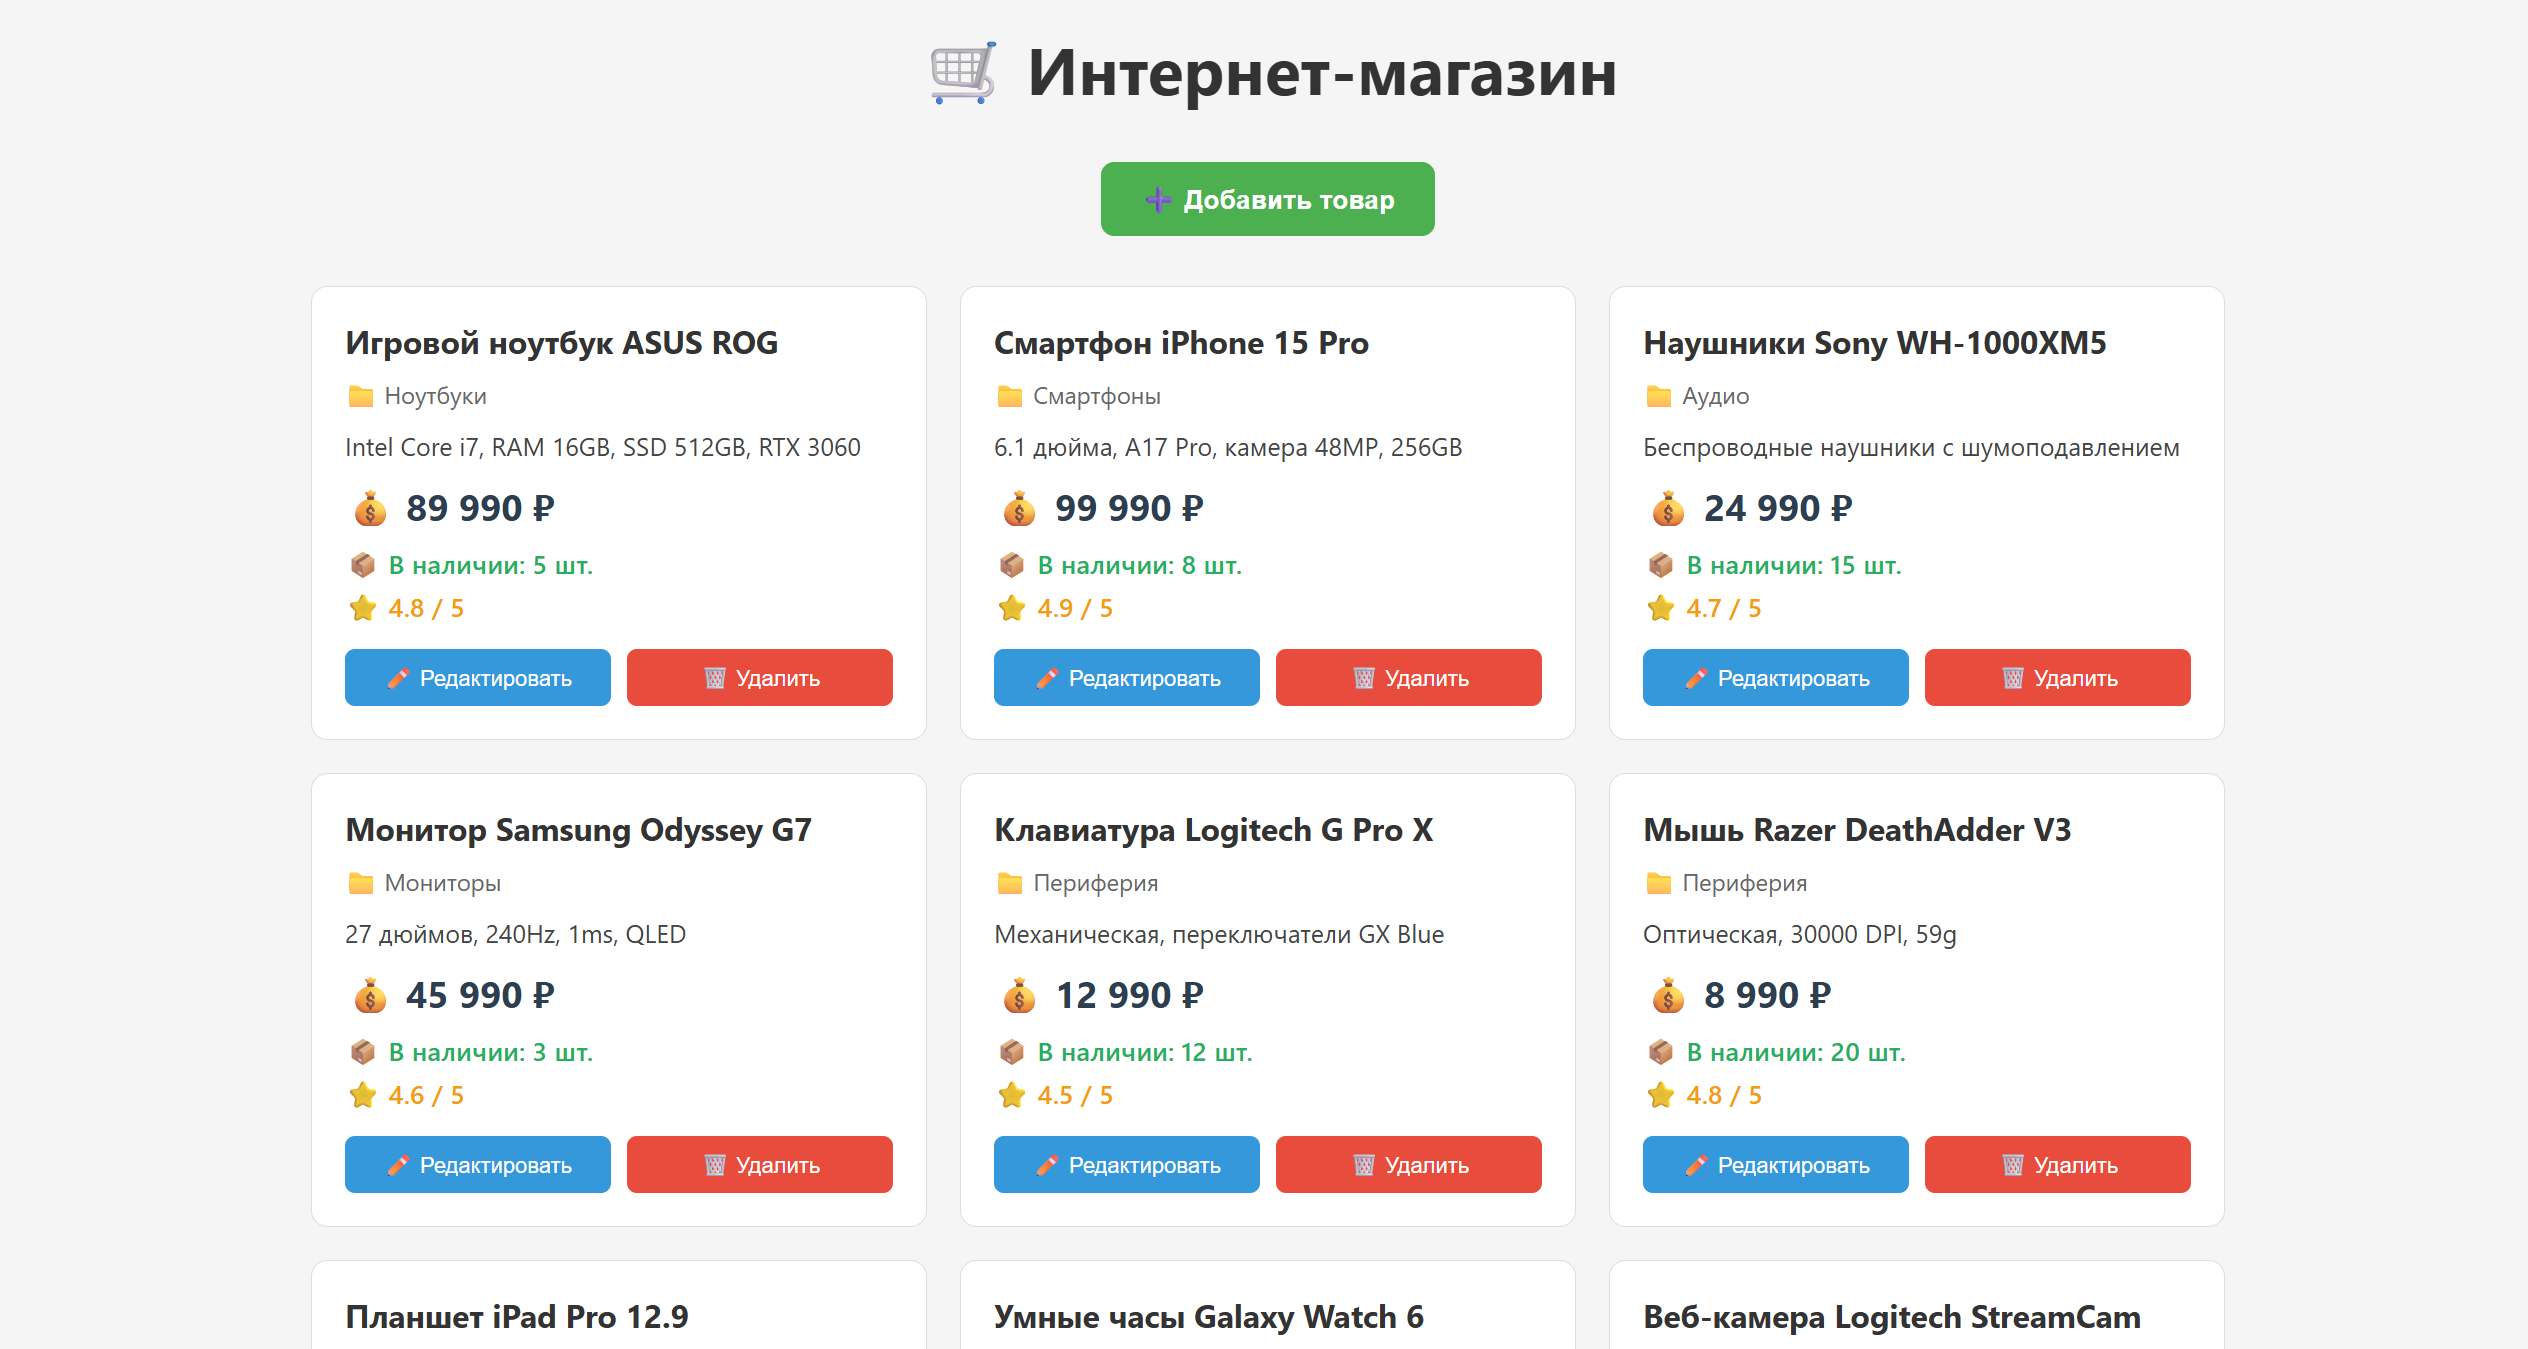 Интернет-магазин
Добавить товар
Игровой ноутбук ASUS ROG
Ноутбуки
Intel Core i7, RAM 16GB, SSD 512GB, RTX 3060
89 990 ₽
В наличии: 5 шт.
4.8 / 5
Редактировать
Удалить
Смартфон iPhone 15 Pro
Смартфоны
6.1 дюйма, A17 Pro, камера 48MP, 256GB
99 990 ₽
В наличии: 8 шт.
4.9 / 5
Редактировать
Удалить
Наушники Sony WH-1000XM5
Аудио
Беспроводные наушники с шумоподавлением
24 990 ₽
В наличии: 15 шт.
4.7 / 5
Редактировать
Удалить
Монитор Samsung Odyssey G7
Мониторы
27 дюймов, 240Hz, 1ms, QLED
45 990 ₽
В наличии: 3 шт.
4.6 / 5
Редактировать
Удалить
Клавиатура Logitech G Pro X
Периферия
Механическая, переключатели GX Blue
12 990 ₽
В наличии: 12 шт.
4.5 / 5
Редактировать
Удалить
Мышь Razer DeathAdder V3
Периферия
Оптическая, 30000 DPI, 59g
8 990 ₽
В наличии: 20 шт.
4.8 / 5
Редактировать
Удалить
Планшет iPad Pro 12.9
Умные часы Galaxy Watch 6
Веб-камера Logitech StreamCam